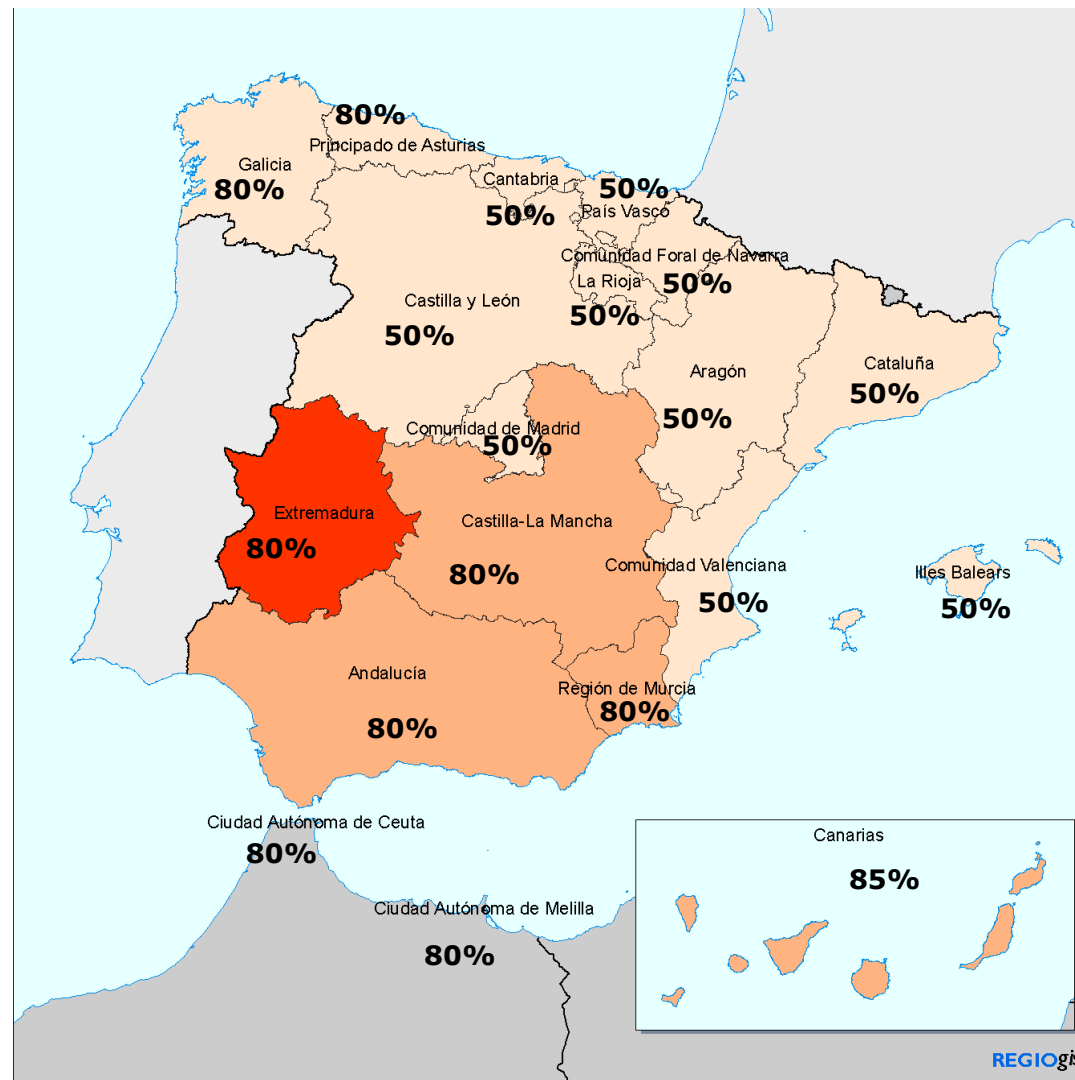 80%
Principado de Asturias
Galicia
80%
Cantabria
50%
50%
País Vasco
Comunidad Foral de Navarra
50%
La Rioja
50%
Castilla y León
50%
Aragón
50%
Cataluña
50%
Comunidad de Madrid
50%
Extremadura
80%
Castilla-La Mancha
80%
Comunidad Valenciana
50%
Illes Balears
50%
Andalucía
80%
Región de Murcia
80%
Ciudad Autónoma de Ceuta
80%
Ciudad Autónoma de Melilla
80%
Canarias
85%
REGIOgis